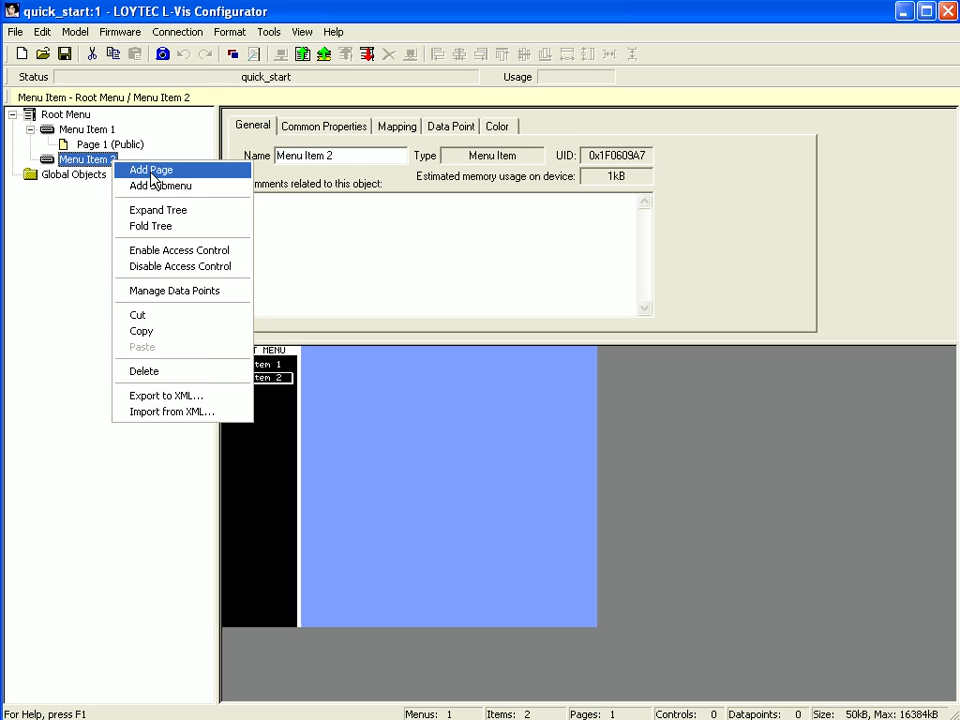 quick_start:1 - LOYTEC L-Vis Configurator
File Edit Model Firmware Connection Format Tools View Help
Status quick_start Usage
Menu Item - Root Menu / Menu Item 2
Root Menu
Menu Item 1
Page 1 (Public)
Menu Item 2
Global Objects
Add Page
Add Submenu
Expand Tree
Fold Tree
Enable Access Control
Disable Access Control
Manage Data Points
Cut
Copy
Paste
Delete
Export to XML...
Import from XML...
General Common Properties Mapping Data Point Color
Name Menu Item 2 Type Menu Item UID: 0x1F0609A7
Estimated memory usage on device: 1kB
mments related to this object:
T MENU
tem 1
tem 2
For Help, press F1 Menus: 1 Items: 2 Pages: 1 Controls: 0 Datapoints: 0 Size: 50kB, Max: 16384kB